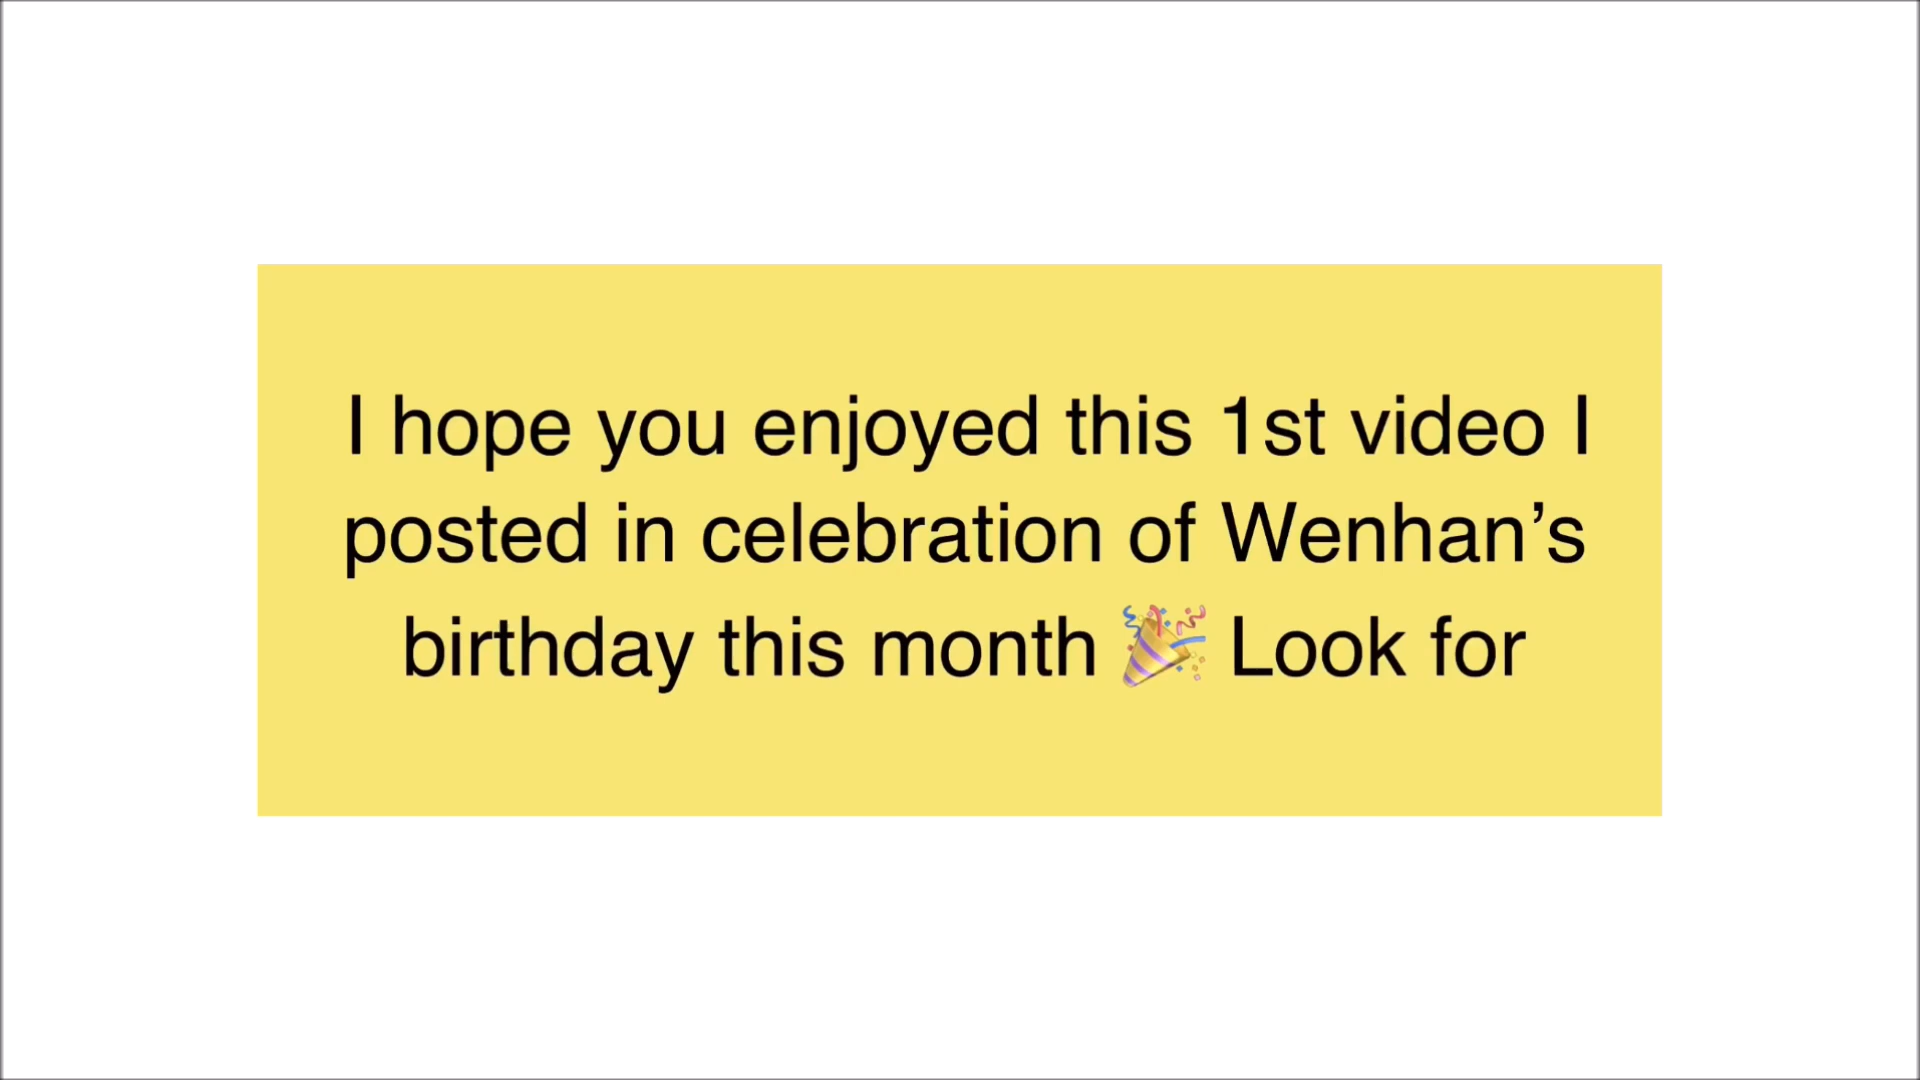 I hope you enjoyed this 1st video I
posted in celebration of Wenhan’s
birthday this month 🎉 Look for